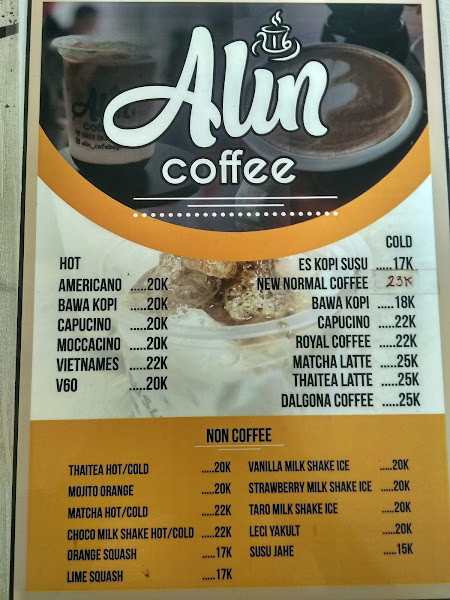 Alin
coffee
HOT
AMERICANO .....20K
BAWA KOPI .....20K
CAPUCINO .....20K
MOCCACINO .....20K
VIETNAMES .....22K
V60 .....20K
COLD
ES KOPI SUSU .....17K
NEW NORMAL COFFEE 23K
BAWA KOPI ....18K
CAPUCINO .....22K
ROYAL COFFEE .....22K
MATCHA LATTE .....25K
THAITEA LATTE .....25K
DALGONA COFFEE .....25K
NON COFFEE
THAITEA HOT/COLD .....20K
MOJITO ORANGE .....20K
MATCHA HOT/COLD .....22K
CHOCO MILK SHAKE HOT/COLD .....22K
ORANGE SQUASH .....17K
LIME SQUASH .....17K
VANILLA MILK SHAKE ICE .....20K
STRAWBERRY MILK SHAKE ICE .....20K
TARO MILK SHAKE ICE .....20K
LECI YAKULT .....20K
SUSU JAHE .....15K